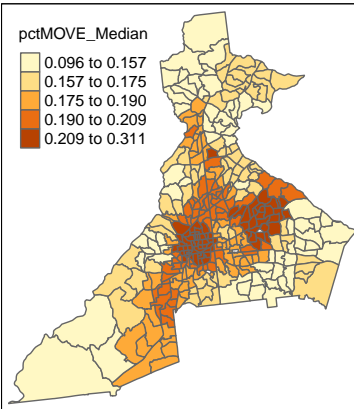 pctMOVE_Median
0.096 to 0.157
0.157 to 0.175
0.175 to 0.190
0.190 to 0.209
0.209 to 0.311